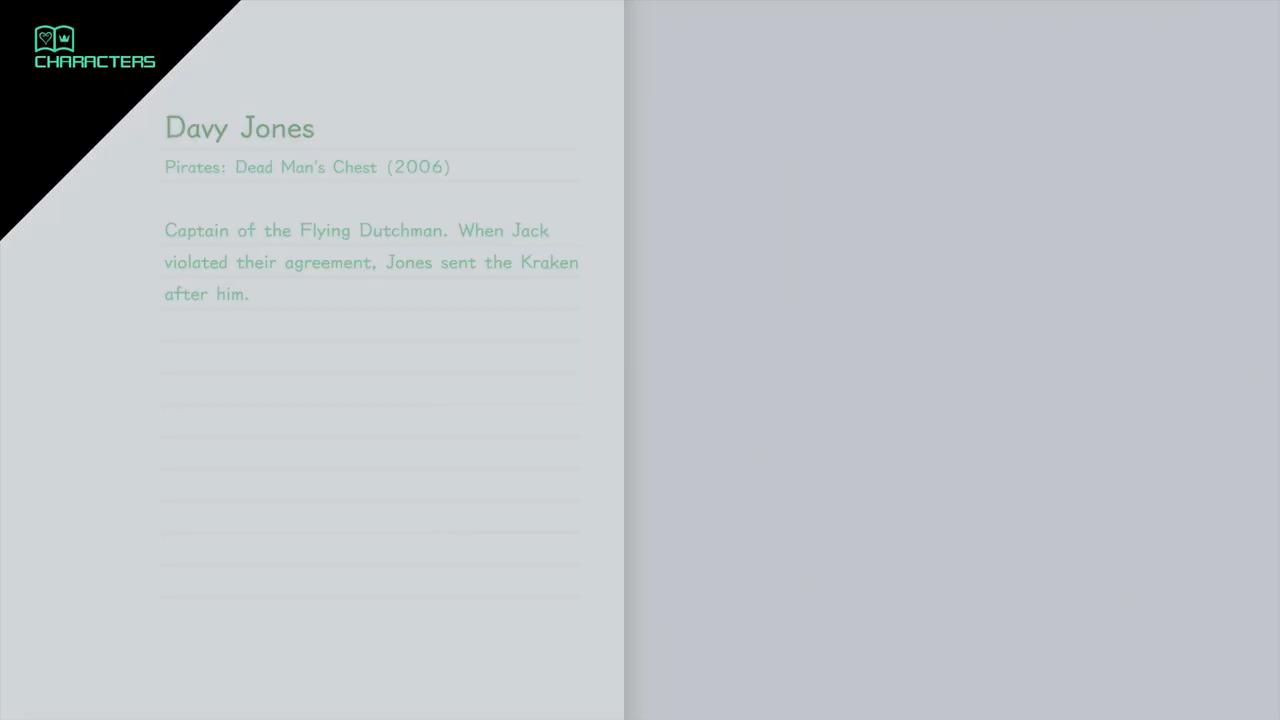 CHARACTERS
Davy Jones
Pirates: Dead Man's Chest (2006)
Captain of the Flying Dutchman. When Jack
violated their agreement, Jones sent the Kraken
after him.